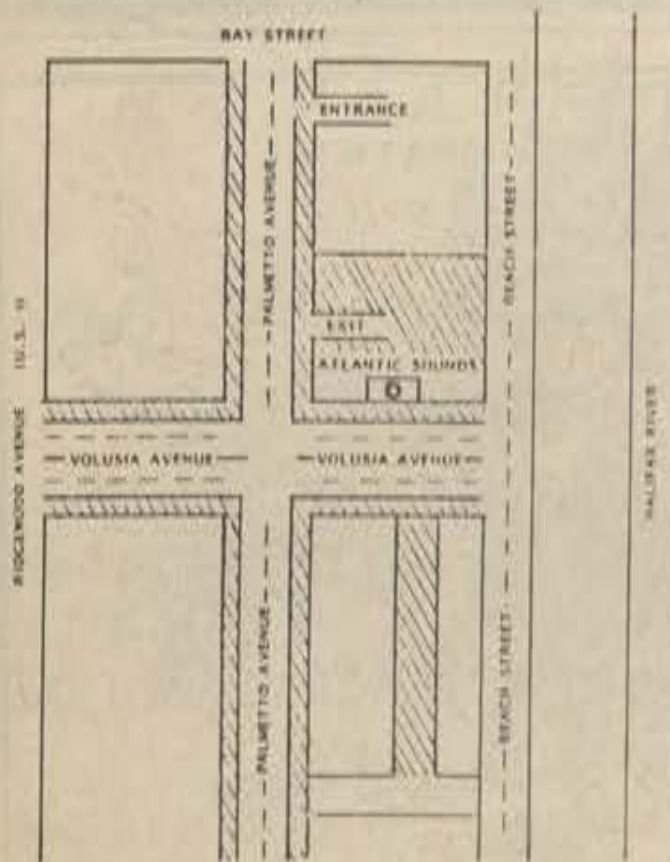 BAY STREET
ENTRANCE
PALMETTO AVENUE
BEACH STREET
EXIT
ATLANTIC SOUNDS
RIDGEWOOD AVENUE (U.S.
VOLUSIA AVENUE
VOLUSIA AVENUE
HALIFAX RIVER
PALMETTO AVENUE
BEACH STREET